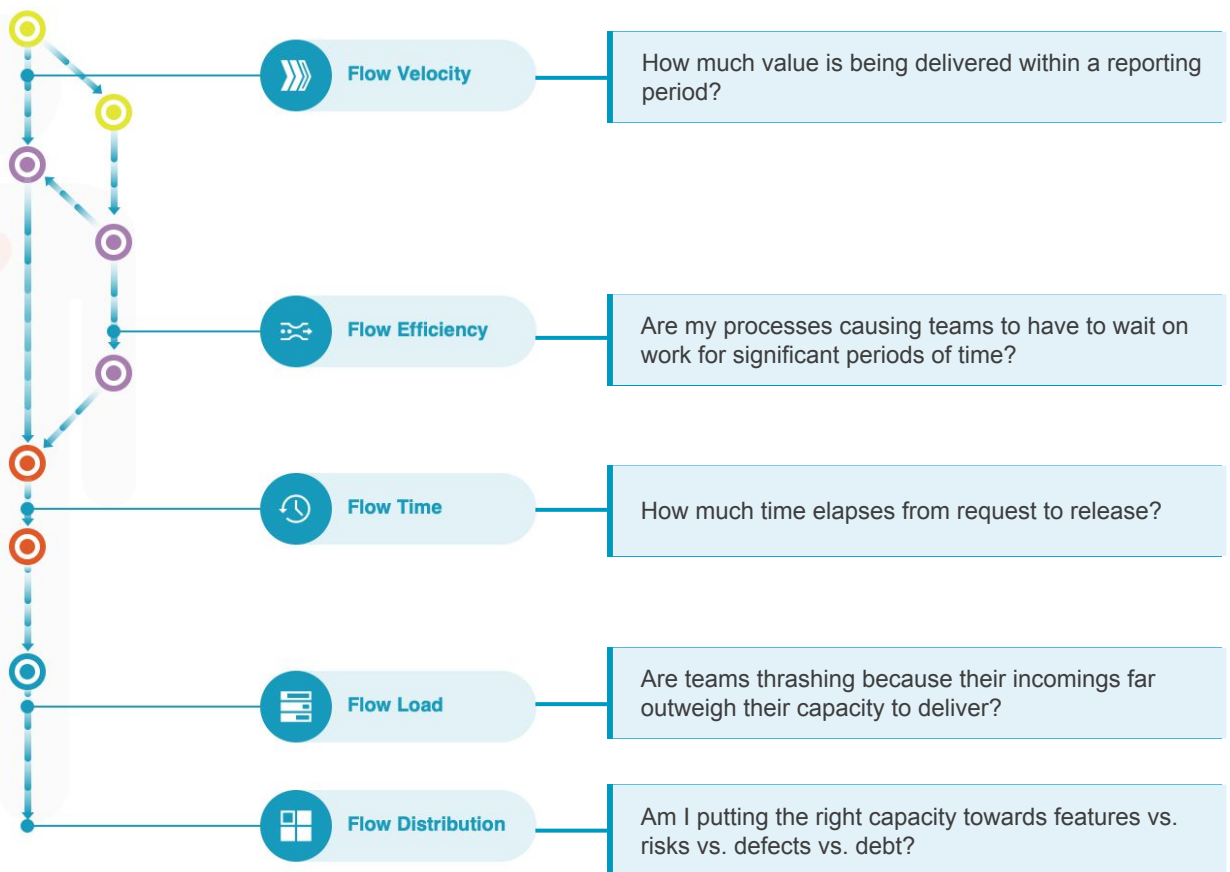 Flow Velocity
How much value is being delivered within a reporting
period?
Flow Efficiency
Are my processes causing teams to have to wait on
work for significant periods of time?
Flow Time
How much time elapses from request to release?
Flow Load
Are teams thrashing because their incomings far
outweigh their capacity to deliver?
Flow Distribution
Am I putting the right capacity towards features vs.
risks vs. defects vs. debt?